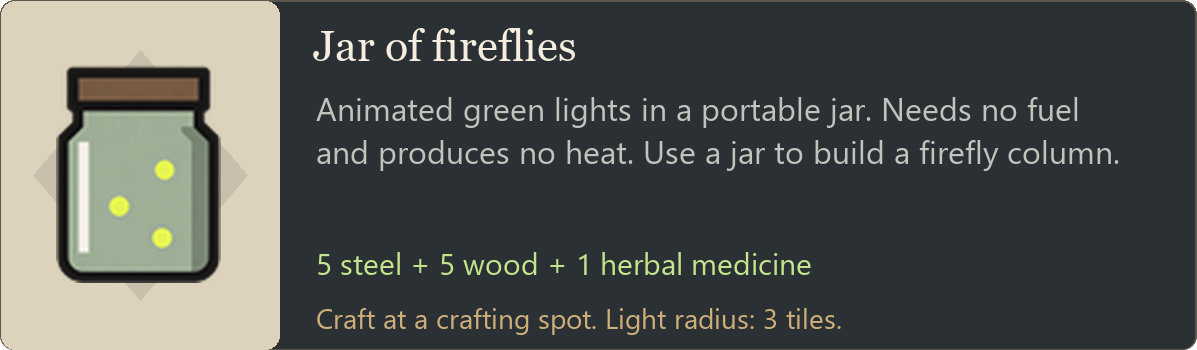 Jar of fireflies
Animated green lights in a portable jar. Needs no fuel
and produces no heat. Use a jar to build a firefly column.
5 steel + 5 wood + 1 herbal medicine
Craft at a crafting spot. Light radius: 3 tiles.